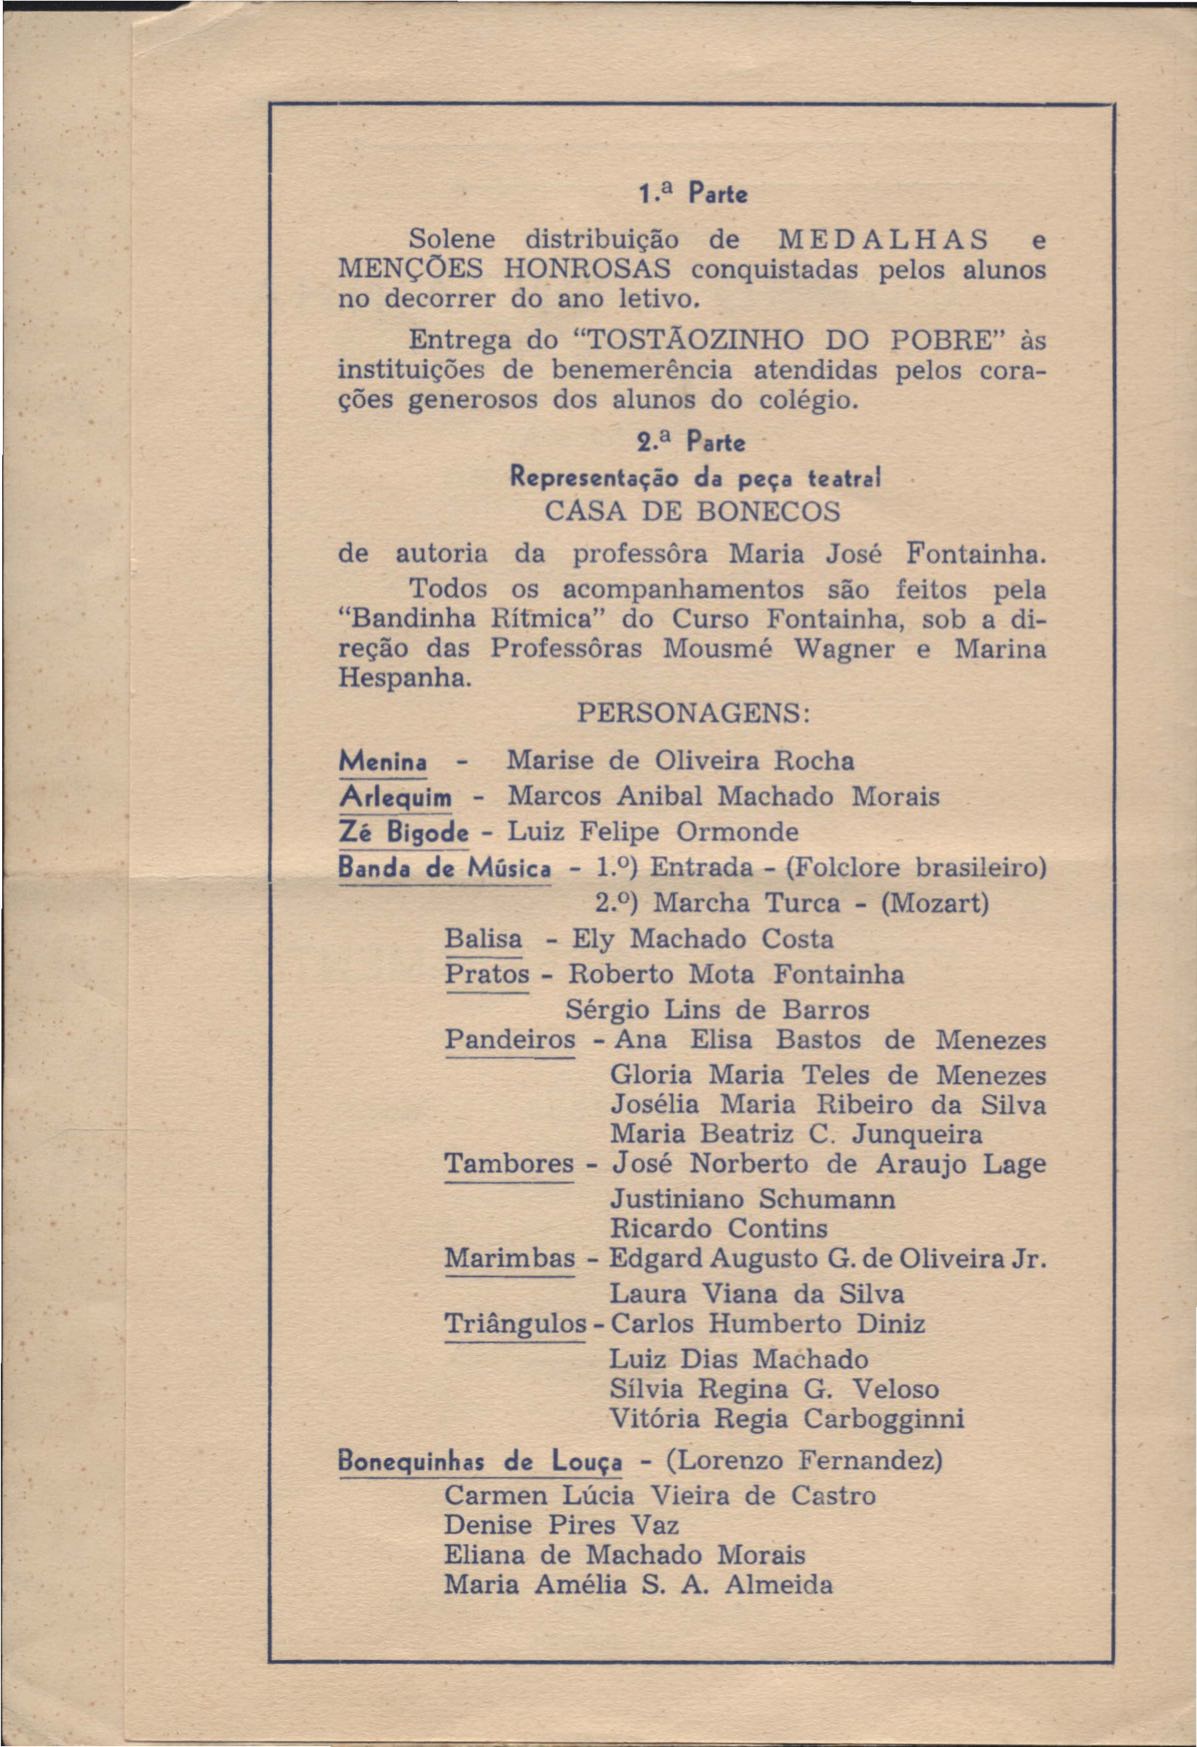 1.ª Parte
Solene distribuição de MEDALHAS e
MENÇÕES HONROSAS conquistadas pelos alunos
no decorrer do ano letivo.
Entrega do “TOSTÃOZINHO DO POBRE” às
instituições de benemerência atendidas pelos cora-
ções generosos dos alunos do colégio.
2.ª Parte
Representação da peça teatral
CASA DE BONECOS
de autoria da professôra Maria José Fontainha.
Todos os acompanhamentos são feitos pela
“Bandinha Rítmica” do Curso Fontainha, sob a di-
reção das Professôras Mousmé Wagner e Marina
Hespanha.
PERSONAGENS:
Menina - Marise de Oliveira Rocha
Arlequim - Marcos Anibal Machado Morais
Zé Bigode - Luiz Felipe Ormonde
Banda de Música - 1.º) Entrada - (Folclore brasileiro)
2.º) Marcha Turca - (Mozart)
Balisa - Ely Machado Costa
Pratos - Roberto Mota Fontainha
Sérgio Lins de Barros
Pandeiros - Ana Elisa Bastos de Menezes
Gloria Maria Teles de Menezes
Josélia Maria Ribeiro da Silva
Maria Beatriz C. Junqueira
Tambores - José Norberto de Araujo Lage
Justiniano Schumann
Ricardo Contins
Marimbas - Edgard Augusto G. de Oliveira Jr.
Laura Viana da Silva
Triângulos - Carlos Humberto Diniz
Luiz Dias Machado
Sílvia Regina G. Veloso
Vitória Regia Carbogginni
Bonequinhas de Louça - (Lorenzo Fernandez)
Carmen Lúcia Vieira de Castro
Denise Pires Vaz
Eliana de Machado Morais
Maria Amélia S. A. Almeida